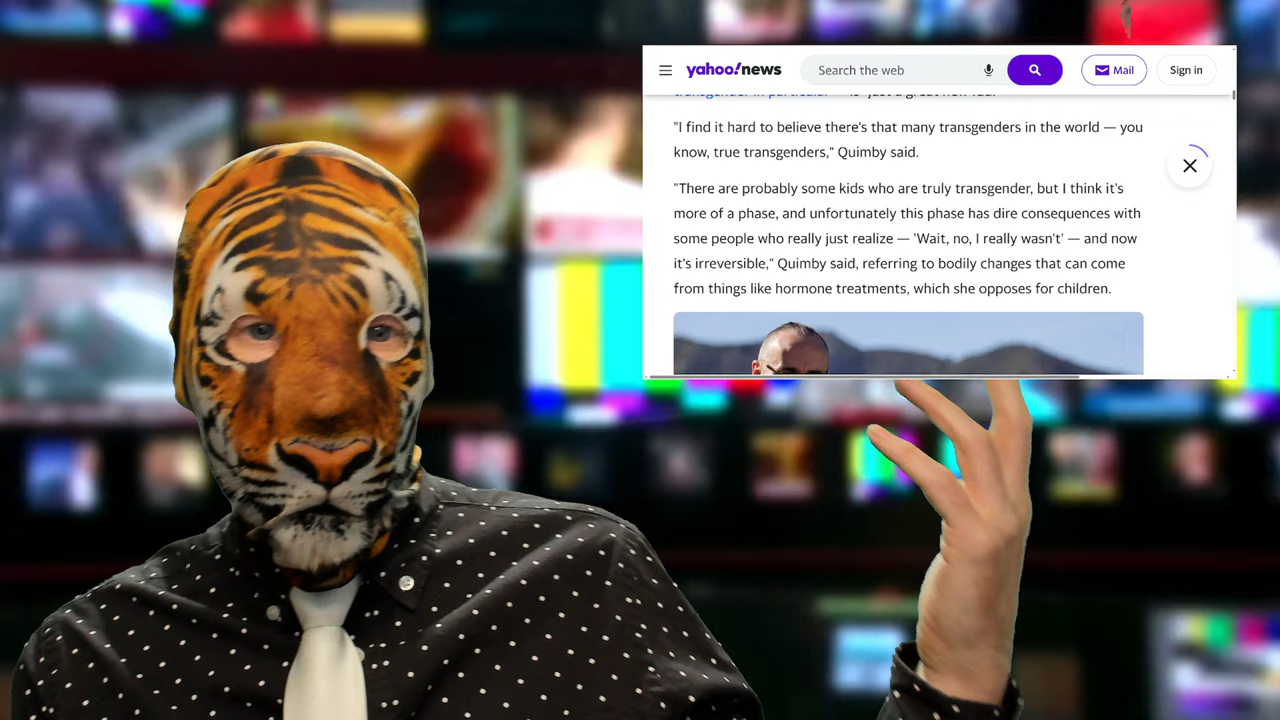 yahoo!news
Search the web
Mail
Sign in
"I find it hard to believe there's that many transgenders in the world — you
know, true transgenders," Quimby said.
"There are probably some kids who are truly transgender, but I think it's
more of a phase, and unfortunately this phase has dire consequences with
some people who really just realize — 'Wait, no, I really wasn't' — and now
it's irreversible," Quimby said, referring to bodily changes that can come
from things like hormone treatments, which she opposes for children.